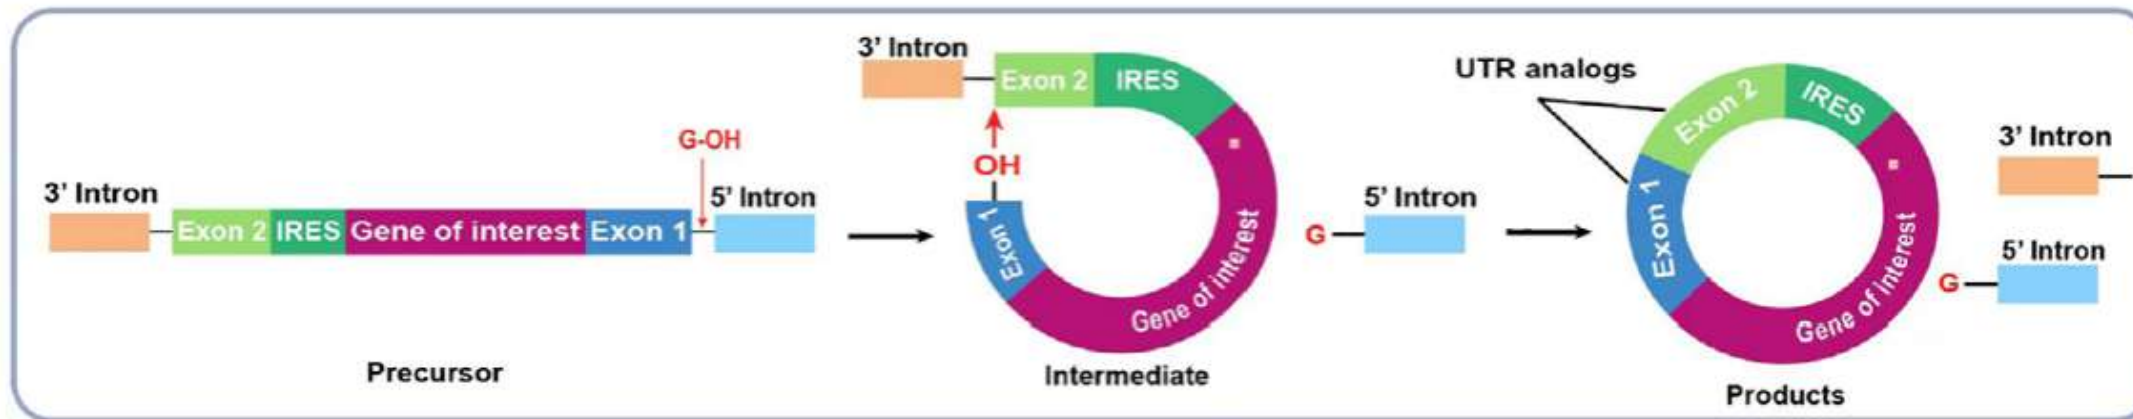 3' Intron
Exon 2 IRES Gene of interest Exon 1
G-OH
5' Intron
Precursor
3' Intron
Exon 2 IRES
OH
Exon 1
Gene of interest
G
5' Intron
Intermediate
UTR analogs
Exon 2
IRES
Exon 1
Gene of Interest
3' Intron
5' Intron
G
Products